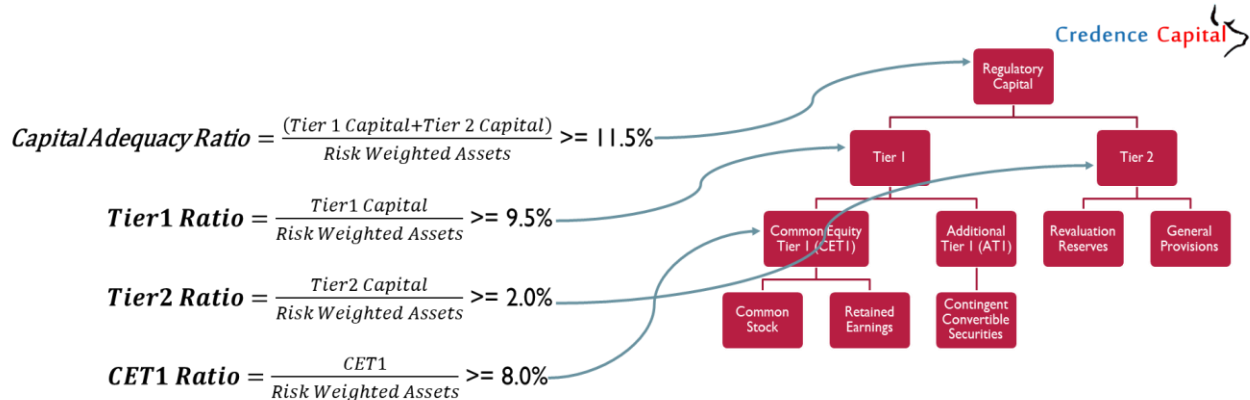 Credence Capital
Regulatory
Capital
Capital Adequacy Ratio = (Tier 1 Capital+Tier 2 Capital) / Risk Weighted Assets >= 11.5%
Tier 1
Tier 2
Tier1 Ratio = Tier1 Capital / Risk Weighted Assets >= 9.5%
Common Equity
Tier 1 (CET1)
Additional
Tier 1 (AT1)
Revaluation
Reserves
General
Provisions
Tier2 Ratio = Tier2 Capital / Risk Weighted Assets >= 2.0%
Common
Stock
Retained
Earnings
Contingent
Convertible
Securities
CET1 Ratio = CET1 / Risk Weighted Assets >= 8.0%